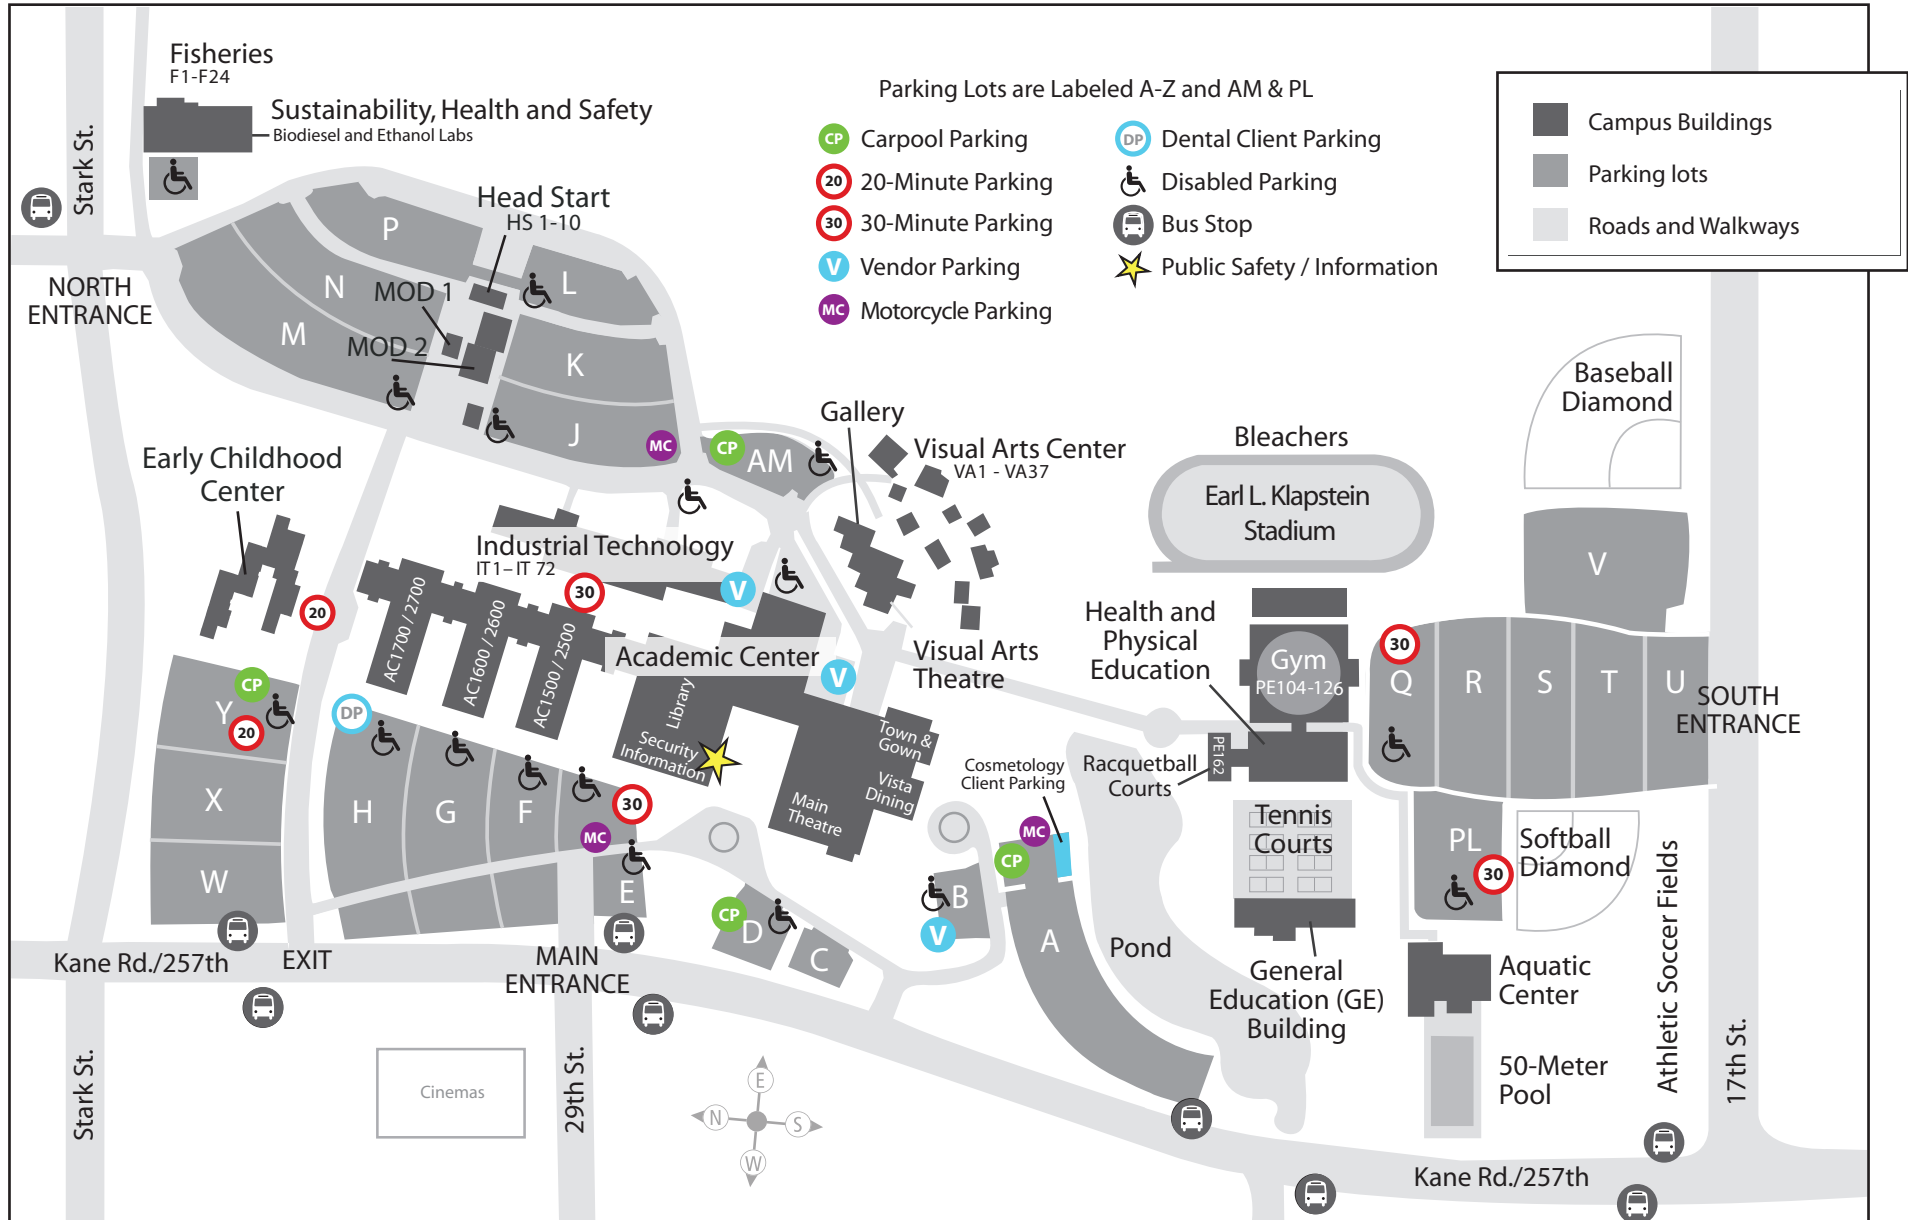 Fisheries
F1-F24
Sustainability, Health and Safety
Biodiesel and Ethanol Labs
Stark St.
Parking Lots are Labeled A-Z and AM & PL
CP Carpool Parking
20 20-Minute Parking
30 30-Minute Parking
V Vendor Parking
MC Motorcycle Parking
DP Dental Client Parking
Disabled Parking
Bus Stop
Public Safety / Information
Campus Buildings
Parking lots
Roads and Walkways
NORTH
ENTRANCE
P
Head Start
HS 1-10
L
N
MOD 1
M
MOD 2
K
J
MC
CP
AM
Gallery
Visual Arts Center
VA1 - VA37
Bleachers
Earl L. Klapstein
Stadium
Baseball
Diamond
V
Early Childhood
Center
20
Industrial Technology
IT1– IT 72
30
V
AC1700 / 2700
AC1600 / 2600
AC1500 / 2500
Academic Center
V
Library
Security
Information
Visual Arts
Theatre
Town &
Gown
Vista
Dining
Main
Theatre
Health and
Physical
Education
Gym
PE104-126
PE162
Racquetball
Courts
30
Q
R
S
T
U
SOUTH
ENTRANCE
CP
Y
20
X
W
DP
H
G
F
30
MC
E
CP
D
C
B
V
Cosmetology
Client Parking
MC
CP
A
Pond
Tennis
Courts
PL
30
Softball
Diamond
General
Education (GE)
Building
Aquatic
Center
50-Meter
Pool
Athletic Soccer Fields
17th St.
Kane Rd./257th
EXIT
MAIN
ENTRANCE
Stark St.
Cinemas
29th St.
E
N
S
W
Kane Rd./257th